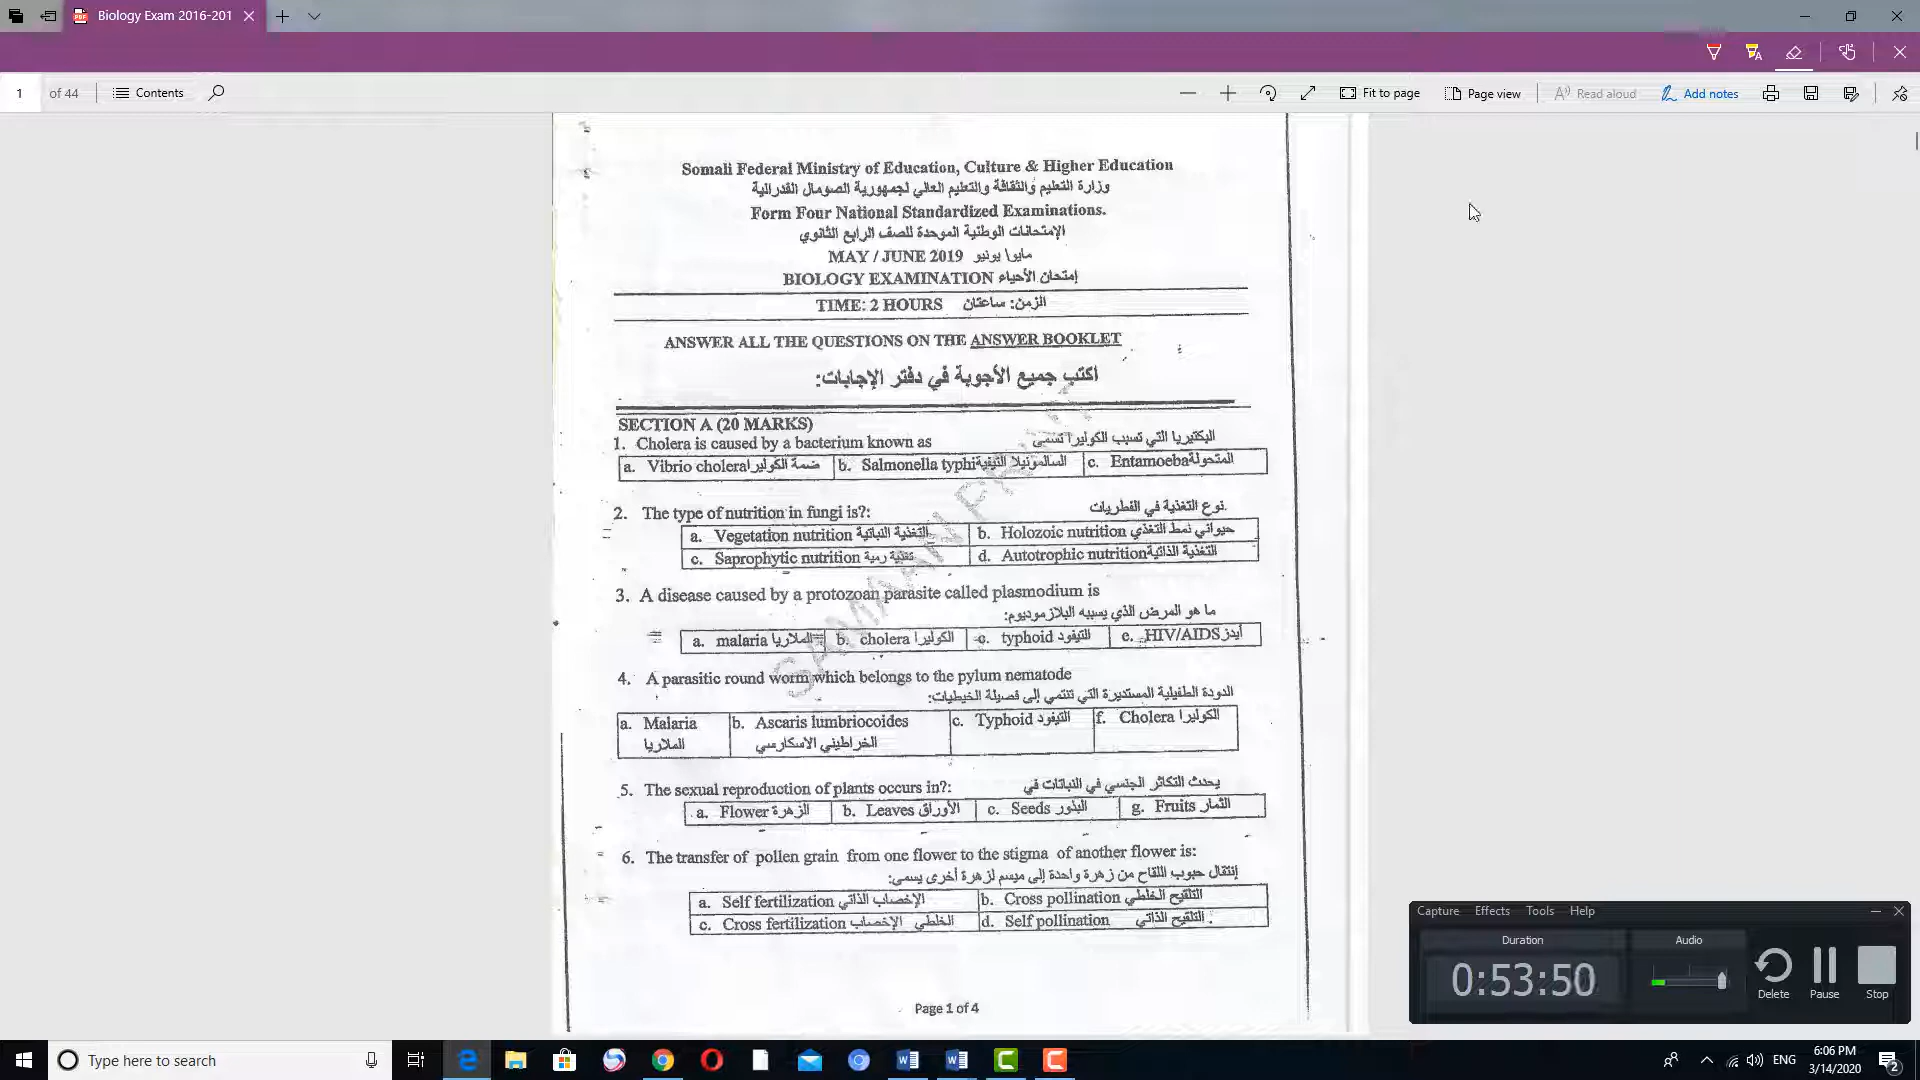 Biology Exam 2016-201
1 of 44 Contents Fit to page Page view Read aloud Add notes
Somali Federal Ministry of Education, Culture & Higher Education
وزارة التعليم والثقافة والتعليم العالي لجمهورية الصومال الفدرالية
Form Four National Standardized Examinations.
الإمتحانات الوطنية الموحدة للصف الرابع الثانوي
MAY / JUNE 2019 مايو\ يونيو
BIOLOGY EXAMINATION إمتحان الأحياء
TIME: 2 HOURS الزمن: ساعتان
ANSWER ALL THE QUESTIONS ON THE ANSWER BOOKLET
اكتب جميع الأجوبة في دفتر الإجابات:
SECTION A (20 MARKS)
1. Cholera is caused by a bacterium known as البكتيريا التي تسبب الكوليرا تسمى
a. Vibrio cholera ضمة الكوليرا b. Salmonella typhi السالمونيلا التيفية c. Entamoeba المتحولة
2. The type of nutrition in fungi is?: نوع التغذية في الفطريات.
a. Vegetation nutrition التغذية النباتية b. Holozoic nutrition حيواني نمط التغذي
c. Saprophytic nutrition تغذية رمية d. Autotrophic nutrition التغذية الذاتية
3. A disease caused by a protozoan parasite called plasmodium is
ما هو المرض الذي يسببه البلازموديوم:
a. malaria الملاريا b. cholera الكوليرا c. typhoid التيفود e. HIV/AIDS أيدز
4. A parasitic round worm which belongs to the pylum nematode
الدودة الطفيلية المستديرة التي تنتمي إلى فصيلة الخيطيات:
a. Malaria b. Ascaris lumbriocoides c. Typhoid التيفود f. Cholera الكوليرا
الملاريا الخراطيني الاسكارسي
5. The sexual reproduction of plants occurs in?: يحدث التكاثر الجنسي في النباتات في
a. Flower الزهرة b. Leaves الأوراق c. Seeds البذور g. Fruits الثمار
6. The transfer of pollen grain from one flower to the stigma of another flower is:
إنتقال حبوب اللقاح من زهرة واحدة إلى ميسم لزهرة أخرى يسمى:
a. Self fertilization الإخصاب الذاتي b. Cross pollination التلقيح الخلطي
c. Cross fertilization الخلطي الإخصاب d. Self pollination التلقيح الذاتي .
Page 1 of 4
SAMMAN PRINT
Capture Effects Tools Help
Duration Audio
0:53:50
Delete Pause Stop
Type here to search
ENG 6:06 PM
3/14/2020
2